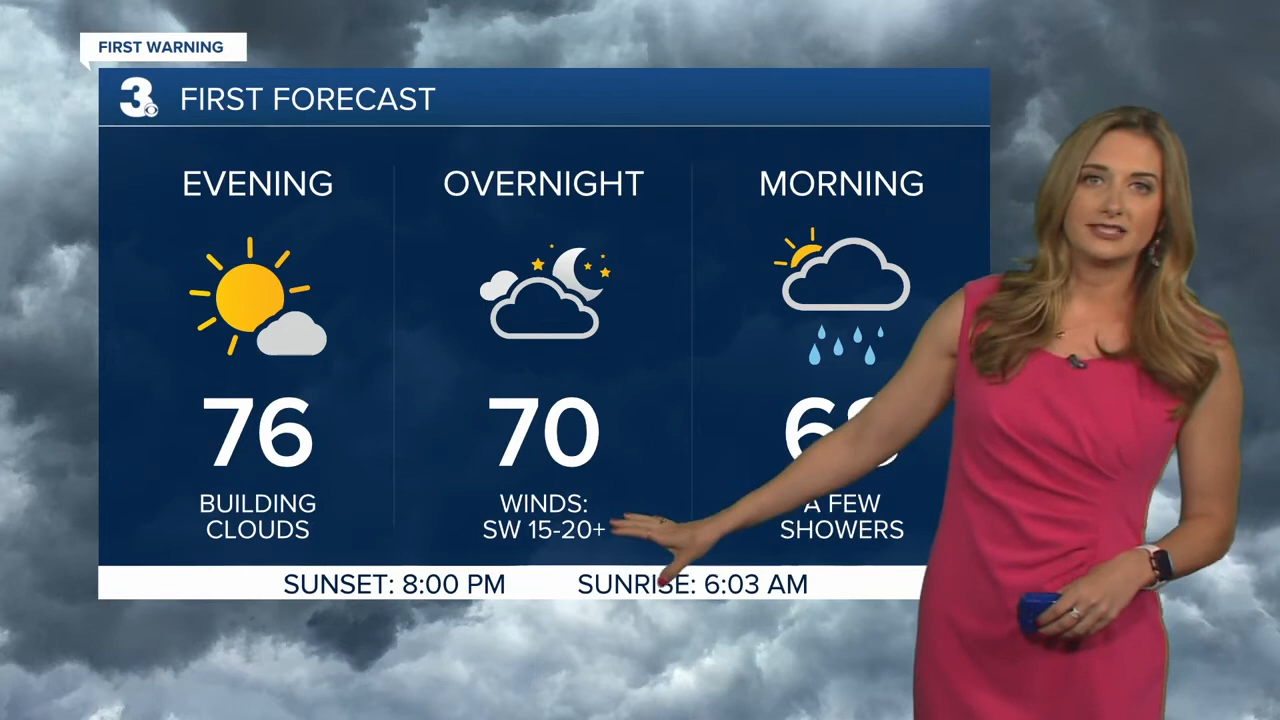 FIRST WARNING
3 FIRST FORECAST
EVENING
76
BUILDING
CLOUDS
OVERNIGHT
70
WINDS:
SW 15-20+
MORNING
A FEW
SHOWERS
SUNSET: 8:00 PM SUNRISE: 6:03 AM